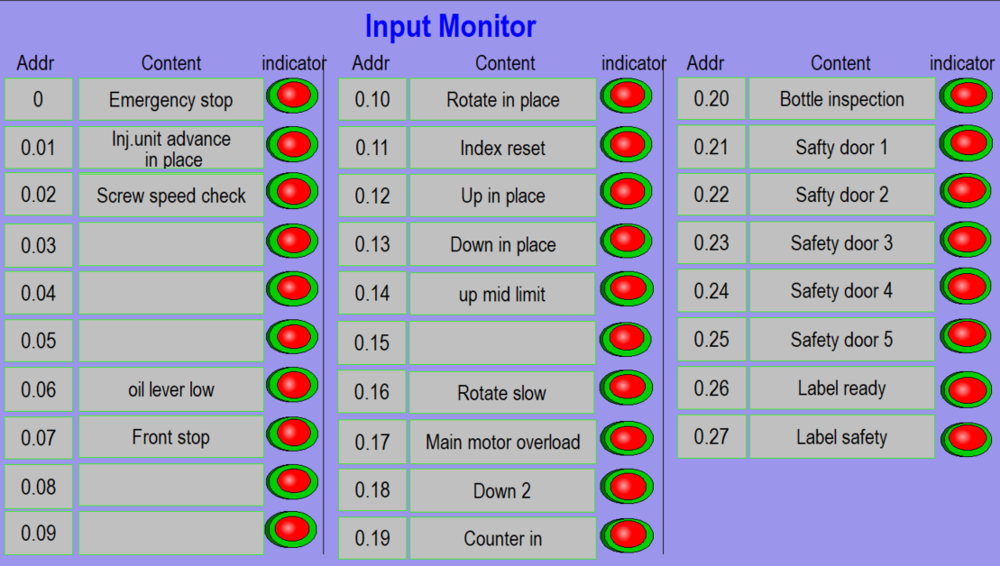 Input Monitor
Addr Content indicator Addr Content indicator Addr Content indicator
0 Emergency stop 0.10 Rotate in place 0.20 Bottle inspection
0.01 Inj.unit advance
in place 0.11 Index reset 0.21 Safty door 1
0.02 Screw speed check 0.12 Up in place 0.22 Safty door 2
0.03 0.13 Down in place 0.23 Safety door 3
0.04 0.14 up mid limit 0.24 Safety door 4
0.05 0.15 0.25 Safety door 5
0.06 oil lever low 0.16 Rotate slow 0.26 Label ready
0.07 Front stop 0.17 Main motor overload 0.27 Label safety
0.08 0.18 Down 2
0.09 0.19 Counter in